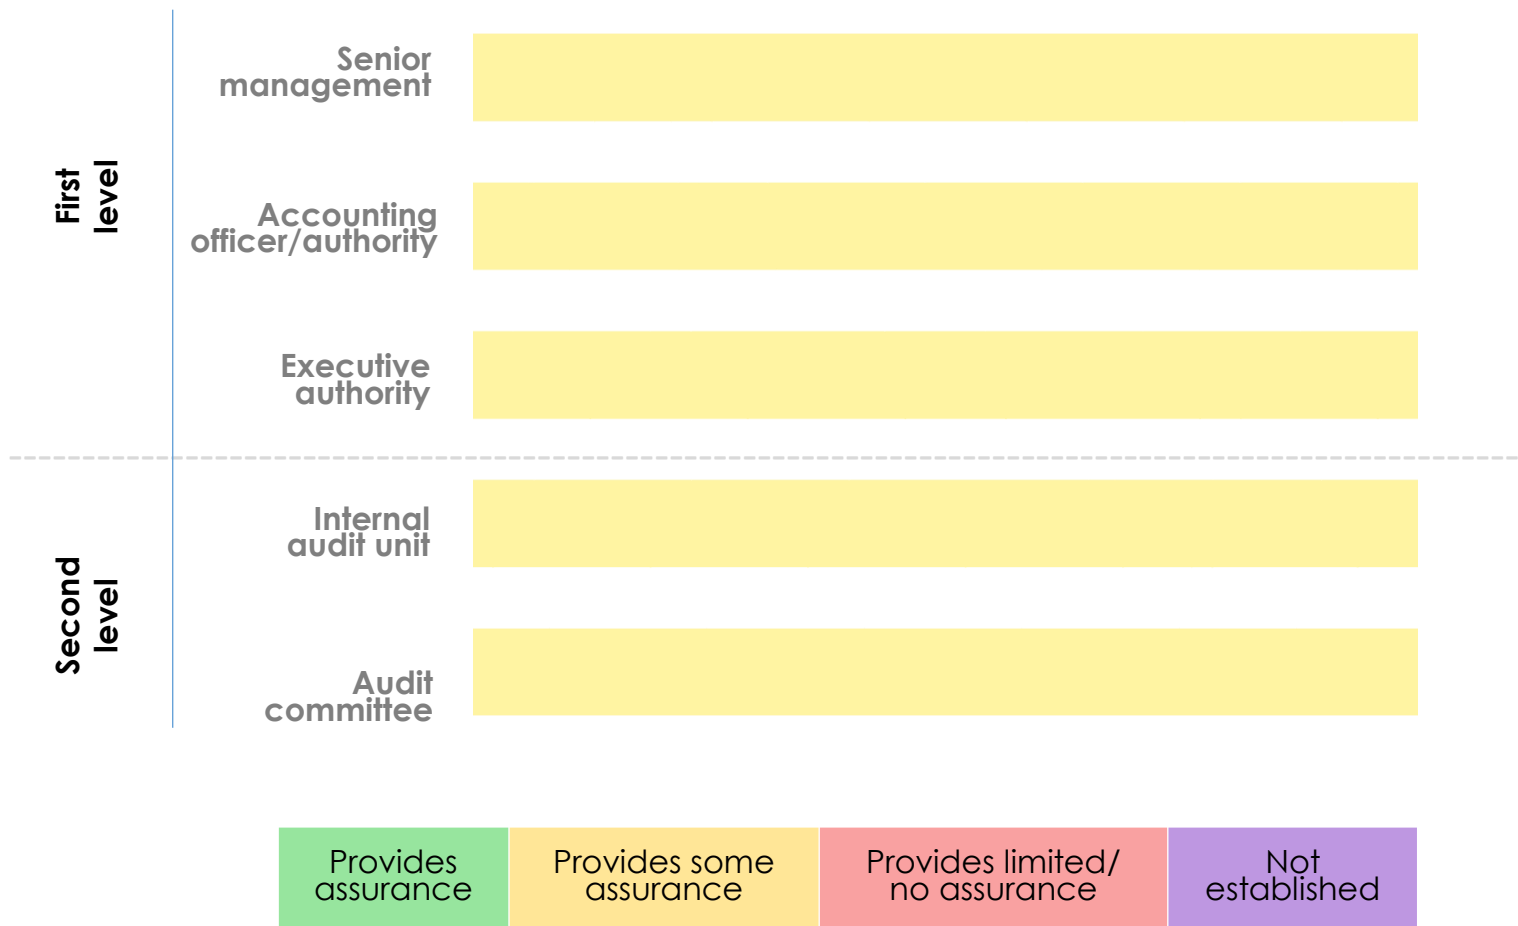 First
level
Senior
management
Accounting
officer/authority
Executive
authority
Second
level
Internal
audit unit
Audit
committee
Provides
assurance
Provides some
assurance
Provides limited/
no assurance
Not
established